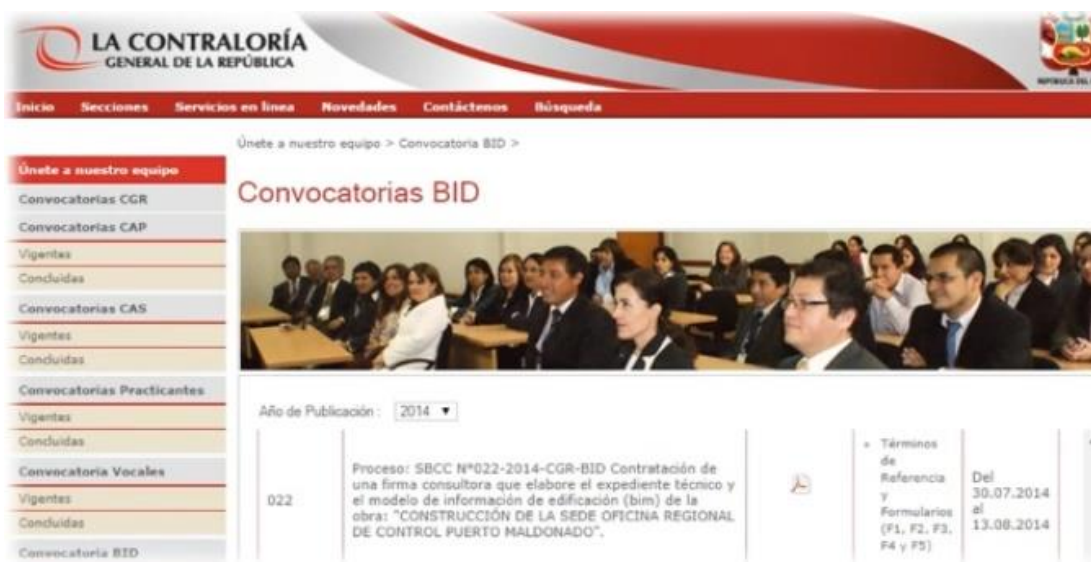 LA CONTRALORÍA
GENERAL DE LA REPÚBLICA
Inicio Secciones Servicios en línea Novedades Contáctenos Búsqueda
Únete a nuestro equipo > Convocatoria BID >
Únete a nuestro equipo
Convocatorias CGR
Convocatorias CAP
Vigentes
Concluidas
Convocatorias CAS
Vigentes
Concluidas
Convocatorias Practicantes
Vigentes
Concluidas
Convocatoria Vocales
Vigentes
Concluidas
Convocatoria BID
Convocatorias BID
Año de Publicación : 2014
022
Proceso: SBCC N°022-2014-CGR-BID Contratación de
una firma consultora que elabore el expediente técnico y
el modelo de información de edificación (bim) de la
obra: "CONSTRUCCIÓN DE LA SEDE OFICINA REGIONAL
DE CONTROL PUERTO MALDONADO".
Términos
de
Referencia
y
Formularios
(F1, F2, F3,
F4 y F5)
Del
30.07.2014
al
13.08.2014